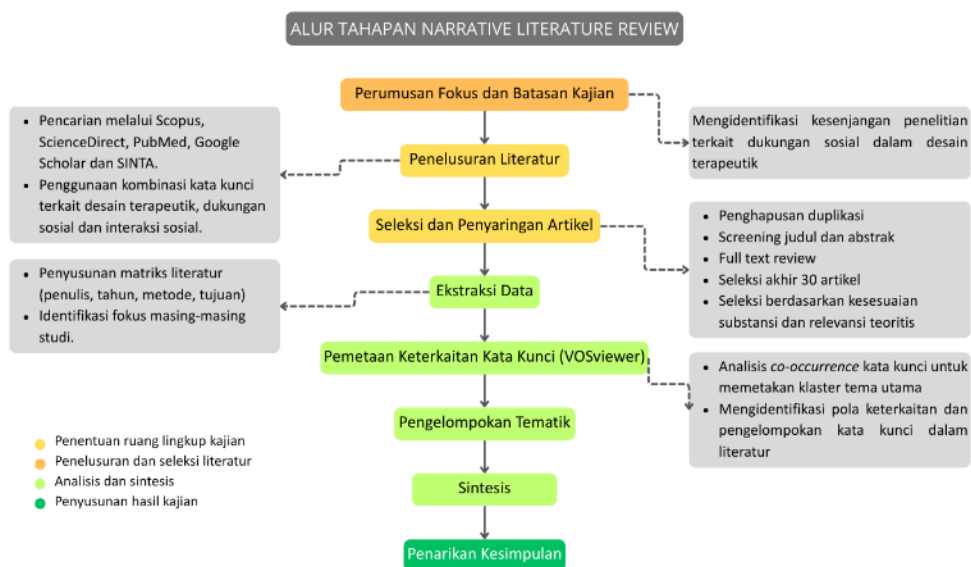 ALUR TAHAPAN NARRATIVE LITERATURE REVIEW
Perumusan Fokus dan Batasan Kajian
Mengidentifikasi kesenjangan penelitian
terkait dukungan sosial dalam desain
terapeutik
• Pencarian melalui Scopus,
ScienceDirect, PubMed, Google
Scholar dan SINTA.
• Penggunaan kombinasi kata kunci
terkait desain terapeutik, dukungan
sosial dan interaksi sosial.
Penelusuran Literatur
Seleksi dan Penyaringan Artikel
• Penghapusan duplikasi
• Screening judul dan abstrak
• Full text review
• Seleksi akhir 30 artikel
• Seleksi berdasarkan kesesuaian
substansi dan relevansi teoritis
• Penyusunan matriks literatur
(penulis, tahun, metode, tujuan)
• Identifikasi fokus masing-masing
studi.
Ekstraksi Data
Pemetaan Keterkaitan Kata Kunci (VOSviewer)
• Analisis co-occurrence kata kunci untuk
memetakan klaster tema utama
• Mengidentifikasi pola keterkaitan dan
pengelompokan kata kunci dalam
literatur
Pengelompokan Tematik
Sintesis
Penarikan Kesimpulan
Penentuan ruang lingkup kajian
Penelusuran dan seleksi literatur
Analisis dan sintesis
Penyusunan hasil kajian